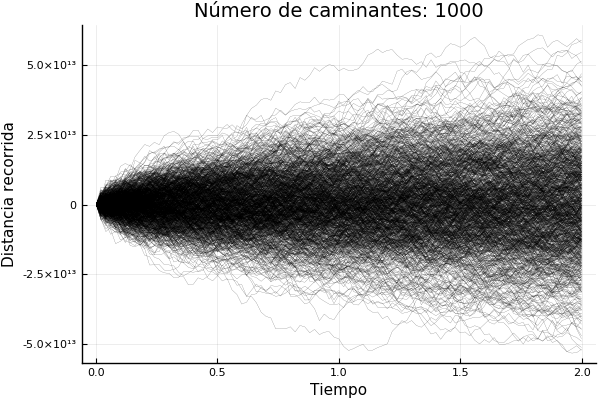 Número de caminantes: 1000
Distancia recorrida
5.0×10¹³
2.5×10¹³
0
-2.5×10¹³
-5.0×10¹³
0.0 0.5 1.0 1.5 2.0
Tiempo